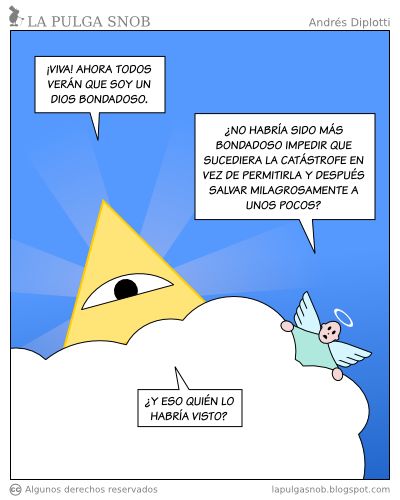 LA PULGA SNOB
Andrés Diplotti
¡VIVA! AHORA TODOS
VERÁN QUE SOY UN
DIOS BONDADOSO.
¿NO HABRÍA SIDO MÁS
BONDADOSO IMPEDIR QUE
SUCEDIERA LA CATÁSTROFE EN
VEZ DE PERMITIRLA Y DESPUÉS
SALVAR MILAGROSAMENTE A
UNOS POCOS?
¿Y ESO QUIÉN LO
HABRÍA VISTO?
cc Algunos derechos reservados
lapulgasnob.blogspot.com